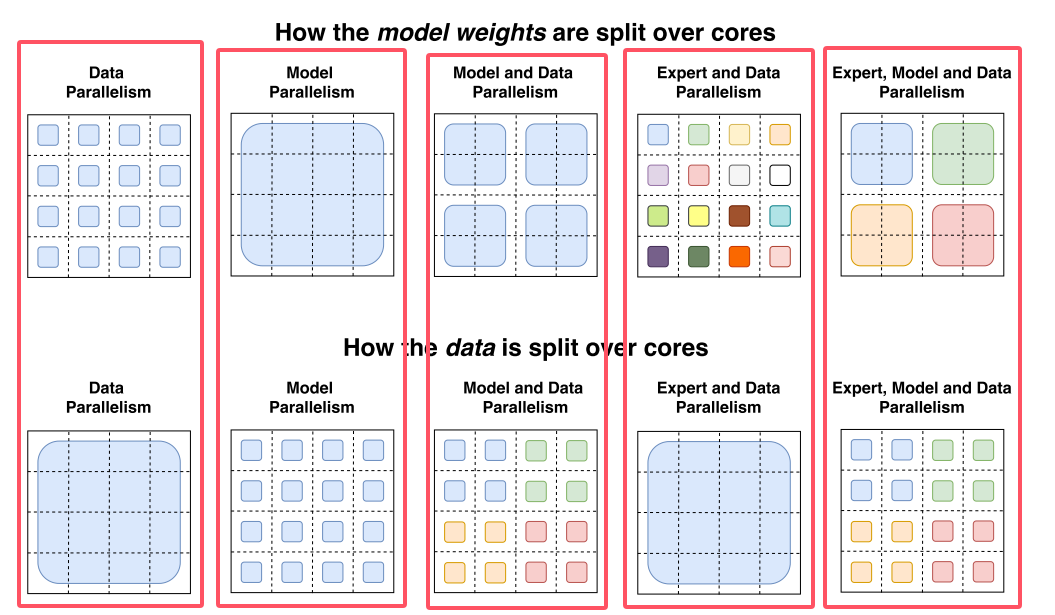 How the model weights are split over cores
Data
Parallelism
Model
Parallelism
Model and Data
Parallelism
Expert and Data
Parallelism
Expert, Model and Data
Parallelism
How the data is split over cores
Data
Parallelism
Model
Parallelism
Model and Data
Parallelism
Expert and Data
Parallelism
Expert, Model and Data
Parallelism